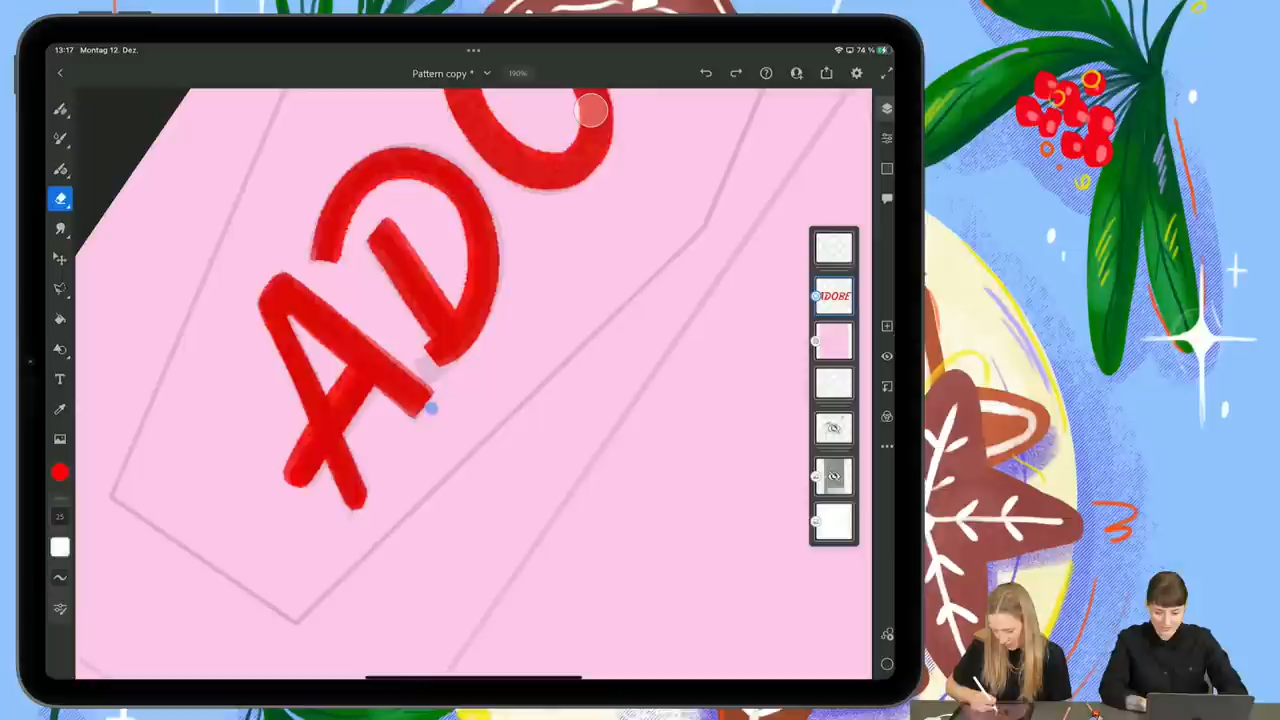 13:17 Montag 12. Dez.
74 %
Pattern copy *
190%
ADO
ADOBE
T
25